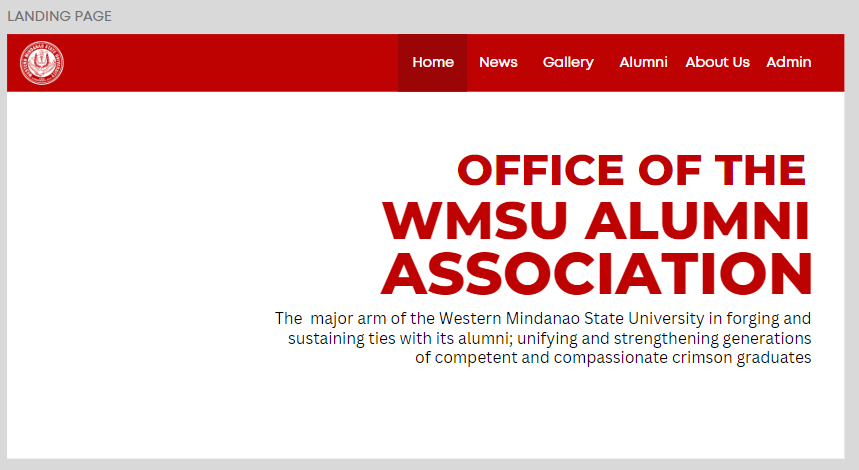 LANDING PAGE
Home News Gallery Alumni About Us Admin
OFFICE OF THE
WMSU ALUMNI
ASSOCIATION
The major arm of the Western Mindanao State University in forging and
sustaining ties with its alumni; unifying and strengthening generations
of competent and compassionate crimson graduates